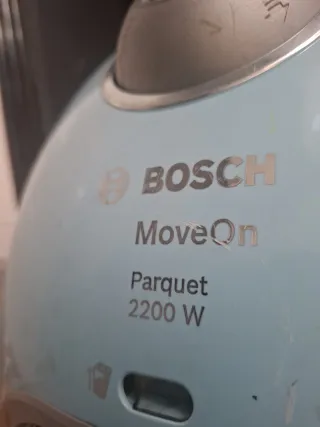 BOSCH
MoveOn
Parquet
2200 W